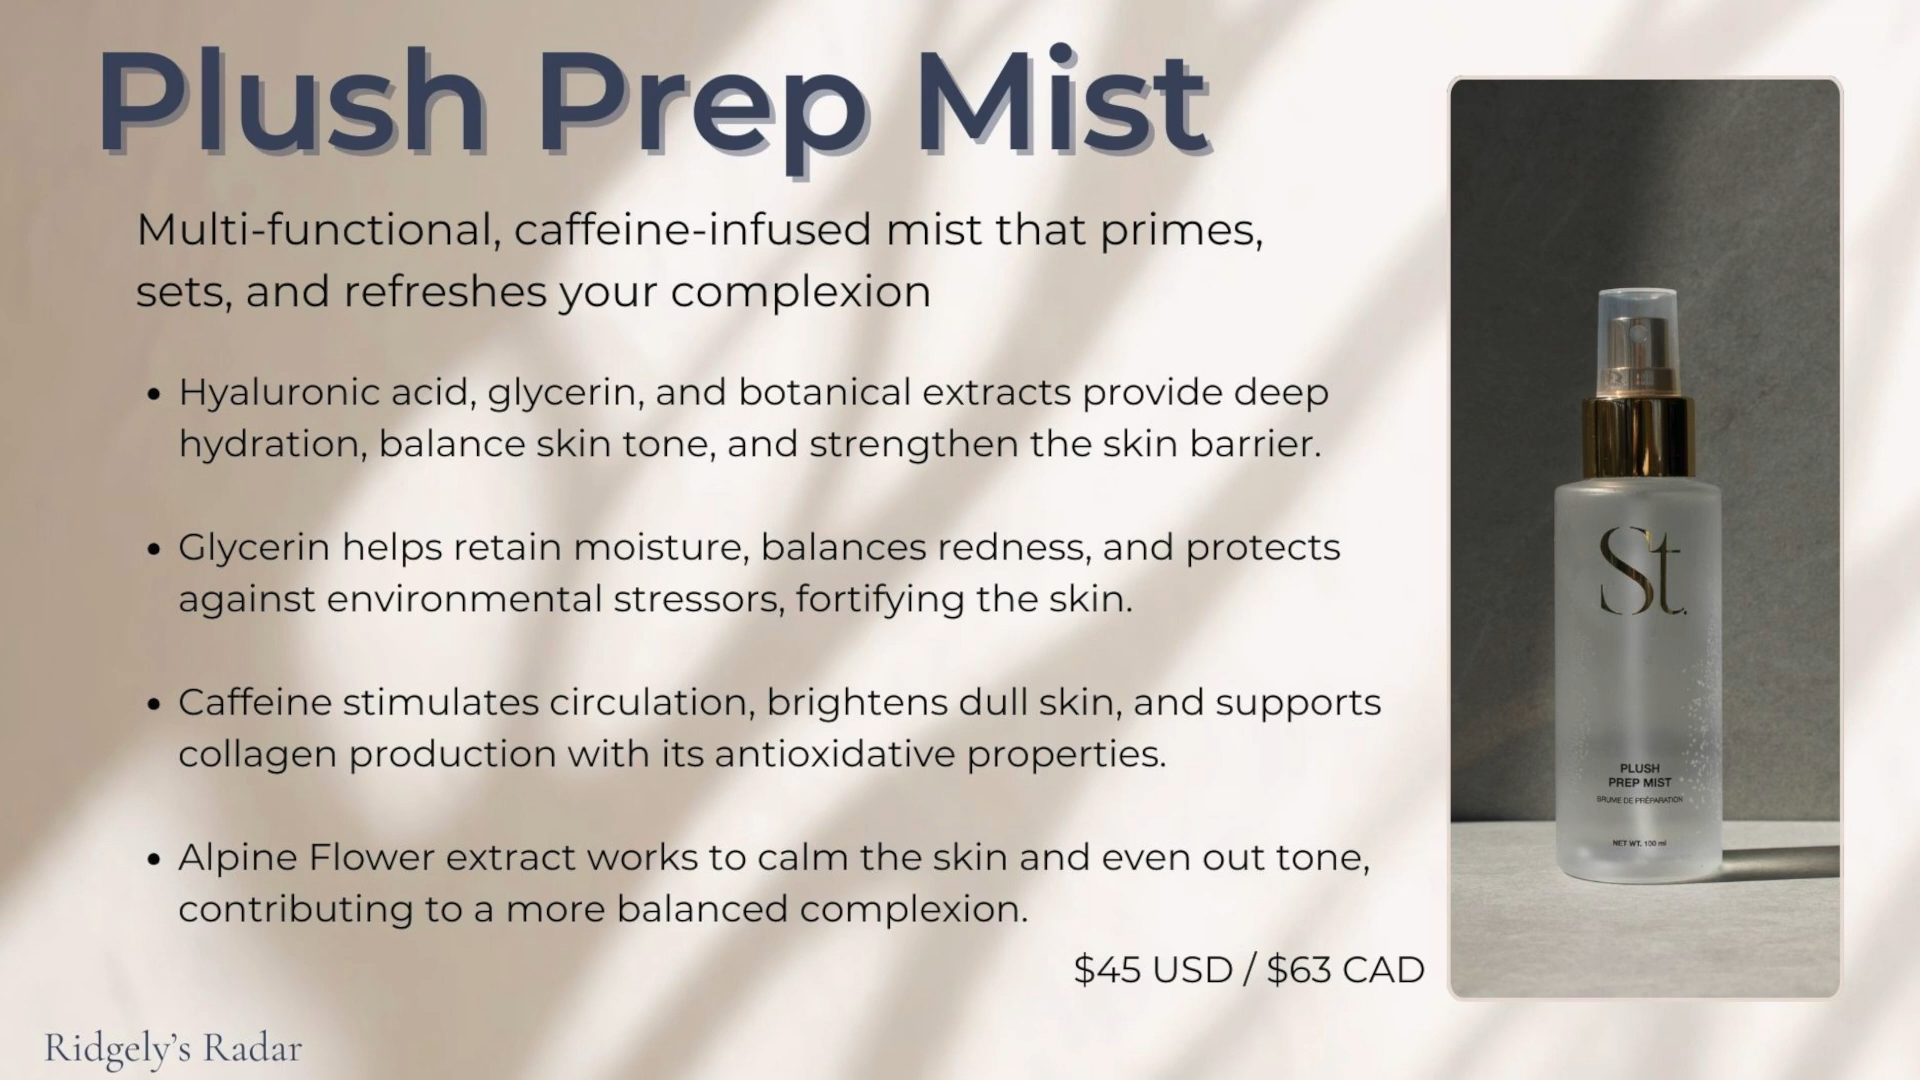 Plush Prep Mist
Multi-functional, caffeine-infused mist that primes,
sets, and refreshes your complexion
• Hyaluronic acid, glycerin, and botanical extracts provide deep
hydration, balance skin tone, and strengthen the skin barrier.
• Glycerin helps retain moisture, balances redness, and protects
against environmental stressors, fortifying the skin.
• Caffeine stimulates circulation, brightens dull skin, and supports
collagen production with its antioxidative properties.
• Alpine Flower extract works to calm the skin and even out tone,
contributing to a more balanced complexion.
$45 USD / $63 CAD
Ridgely’s Radar
St.
PLUSH
PREP MIST
BRUME DE PRÉPARATION
NET WT. 100 ml